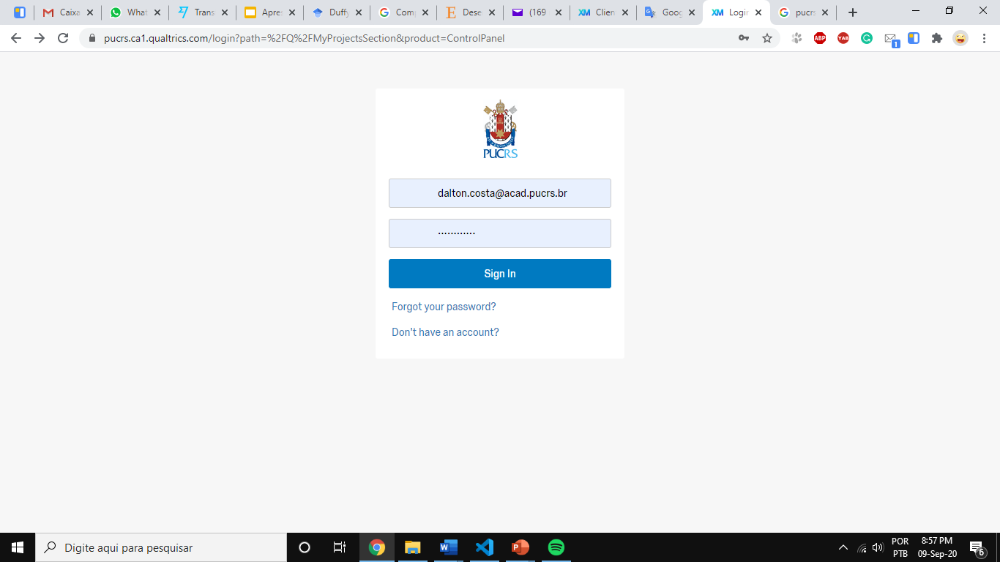 Caixa
What
Trans
Apre
Duffy
Com
Dese
(169
Clien
Goog
Login
pucrs
pucrs.ca1.qualtrics.com/login?path=%2FQ%2FMyProjectsSection&product=ControlPanel
ABP
YAB
1
PUCRS
dalton.costa@acad.pucrs.br
............
Sign In
Forgot your password?
Don't have an account?
Digite aqui para pesquisar
POR
PTB
8:57 PM
09-Sep-20
6